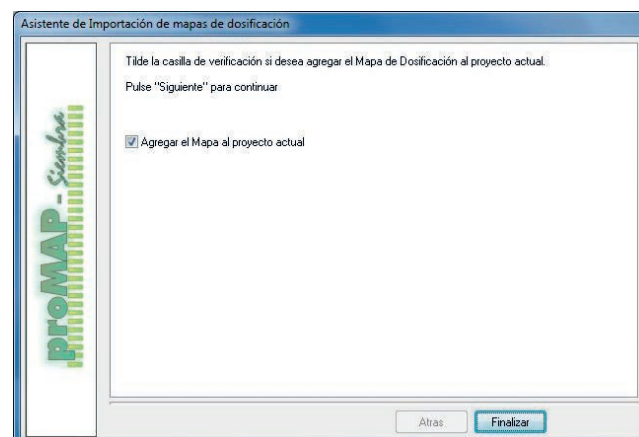 Asistente de Importación de mapas de dosificación
Tilde la casilla de verificación si desea agregar el Mapa de Dosificación al proyecto actual.
Pulse "Siguiente" para continuar
Agregar el Mapa al proyecto actual
proMAP - Siembra
Atras
Finalizar